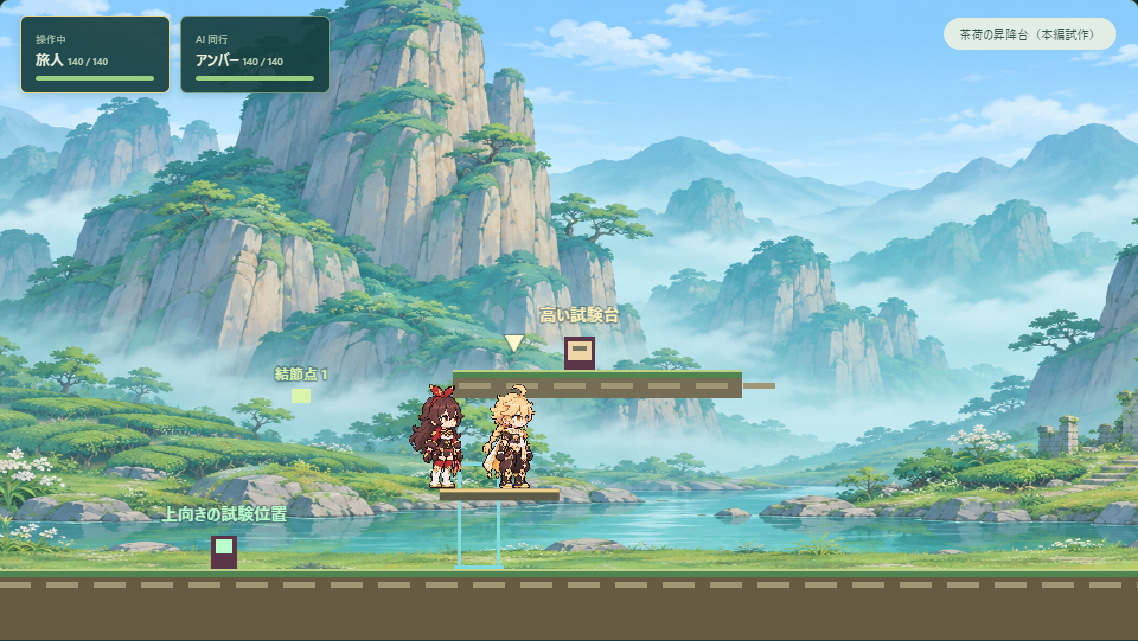 操作中
旅人 140 / 140
AI 同行
アンバー 140 / 140
茶荷の昇降台（本編試作）
高い試験台
結節点 1
上向きの試験位置